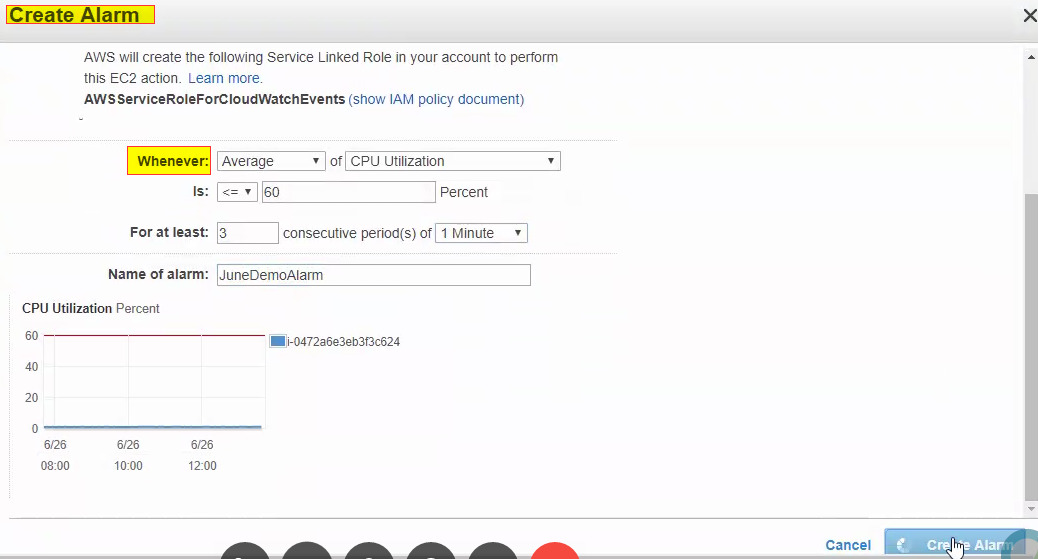 Create Alarm
AWS will create the following Service Linked Role in your account to perform
this EC2 action. Learn more.
AWSServiceRoleForCloudWatchEvents (show IAM policy document)
Whenever: Average of CPU Utilization
Is: <= 60 Percent
For at least: 3 consecutive period(s) of 1 Minute
Name of alarm: JuneDemoAlarm
CPU Utilization Percent
60
i-0472a6e3eb3f3c624
40
20
0
6/26 6/26 6/26
08:00 10:00 12:00
Cancel Create Alarm